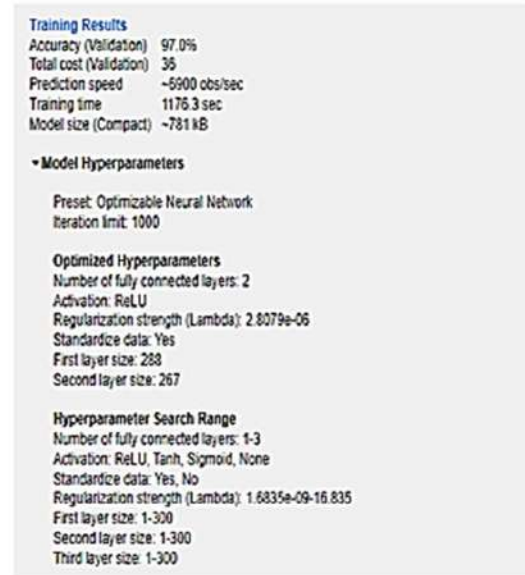 Training Results
Accuracy (Validation) 97.0%
Total cost (Validation) 36
Prediction speed ~5900 obs/sec
Training time 1176.3 sec
Model size (Compact) ~781 kB
▾Model Hyperparameters
Preset: Optimizable Neural Network
Iteration limit: 1000
Optimized Hyperparameters
Number of fully connected layers: 2
Activation: ReLU
Regularization strength (Lambda): 2.8079e-06
Standardize data: Yes
First layer size: 288
Second layer size: 267
Hyperparameter Search Range
Number of fully connected layers: 1-3
Activation: ReLU, Tanh, Sigmoid, None
Standardize data: Yes, No
Regularization strength (Lambda): 1.6835e-09-16.835
First layer size: 1-300
Second layer size: 1-300
Third layer size: 1-300